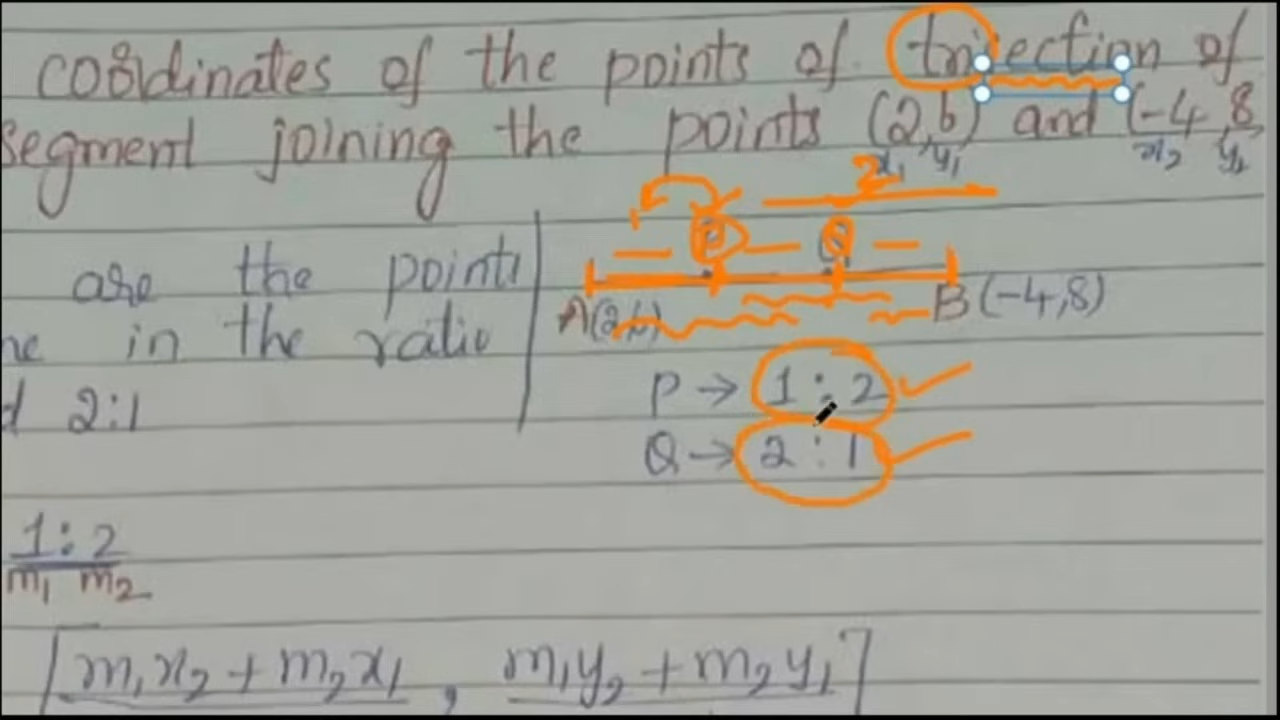 coordinates of the points of trisection of
segment joining the points (2,6) and (-4,8,
x₁ y₁ x₂ y₂
2
P Q
are the points
A(2,6) B(-4,8)
in the ratio
P → 1 : 2
2:1
Q → 2 : 1
1 : 2
m₁ m₂
[m₁x₂ + m₂x₁ , m₁y₂ + m₂y₁]